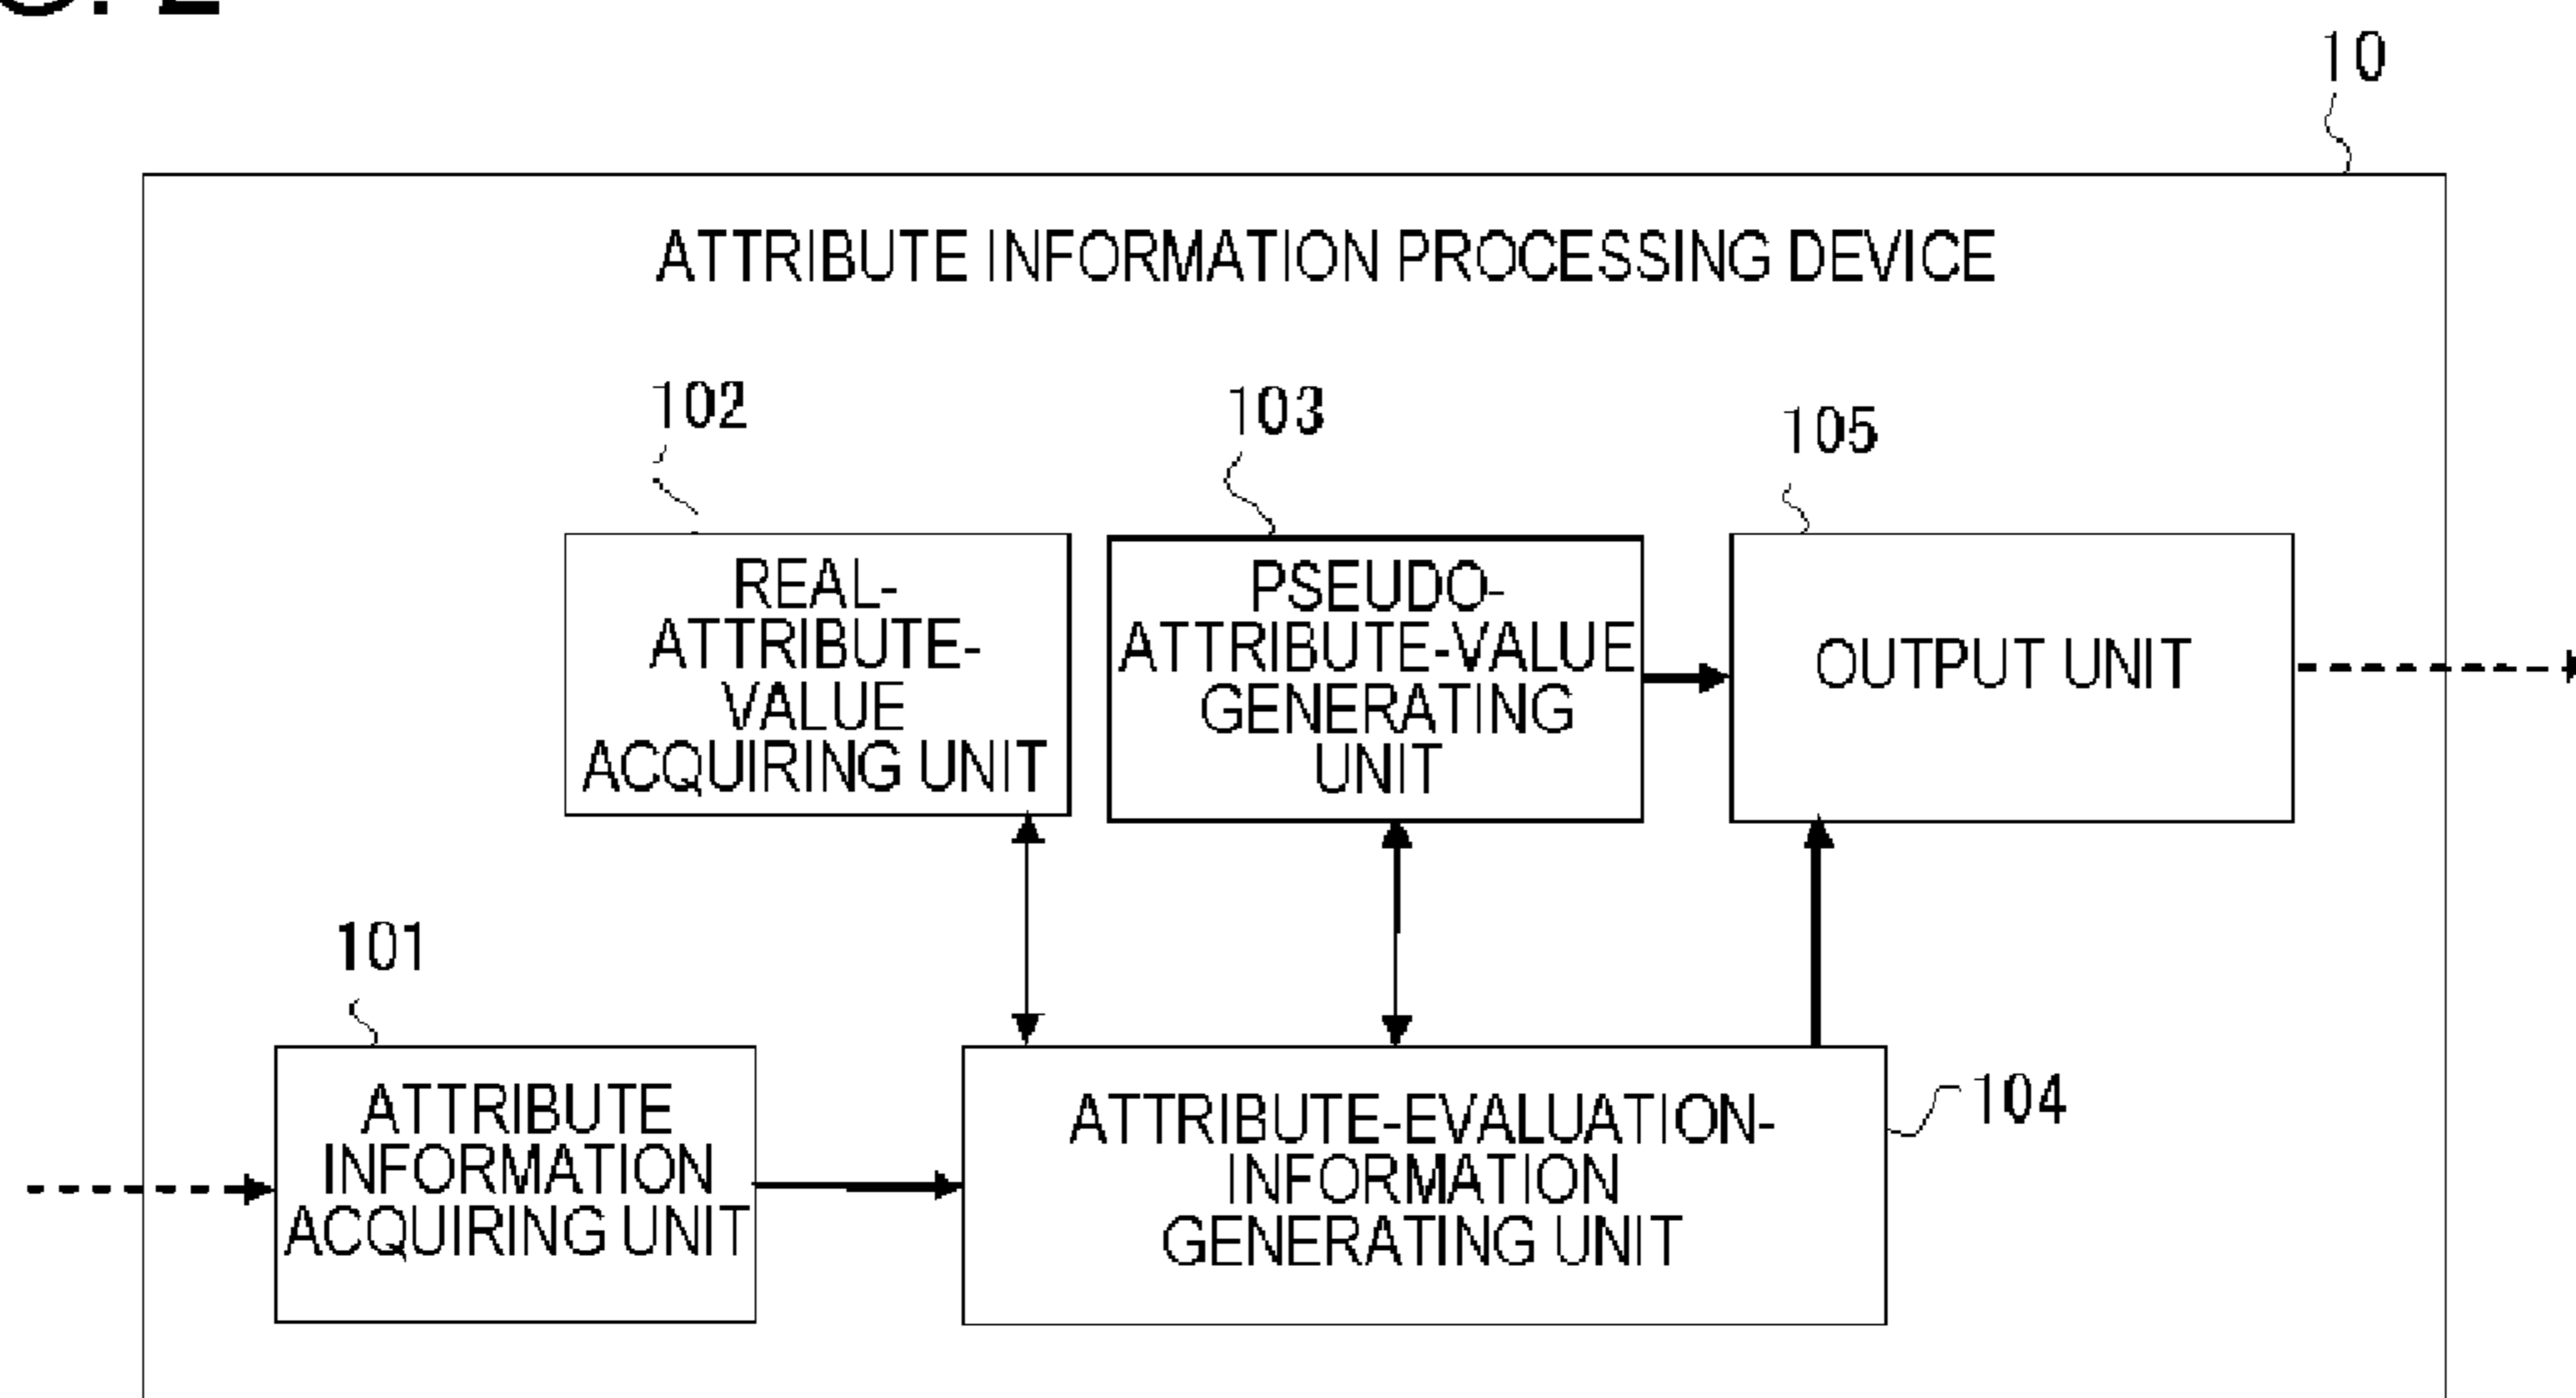 10
ATTRIBUTE INFORMATION PROCESSING DEVICE
102
103
105
REAL-
ATTRIBUTE-
VALUE
ACQUIRING UNIT
PSEUDO-
ATTRIBUTE-VALUE
GENERATING
UNIT
OUTPUT UNIT
101
ATTRIBUTE
INFORMATION
ACQUIRING UNIT
ATTRIBUTE-EVALUATION-
INFORMATION
GENERATING UNIT
104